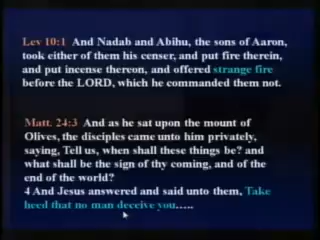 Lev 10:1 And Nadab and Abihu, the sons of Aaron,
took either of them his censer, and put fire therein,
and put incense thereon, and offered strange fire
before the LORD, which he commanded them not.
Matt. 24:3 And as he sat upon the mount of
Olives, the disciples came unto him privately,
saying, Tell us, when shall these things be? and
what shall be the sign of thy coming, and of the
end of the world?
4 And Jesus answered and said unto them, Take
heed that no man deceive you.....